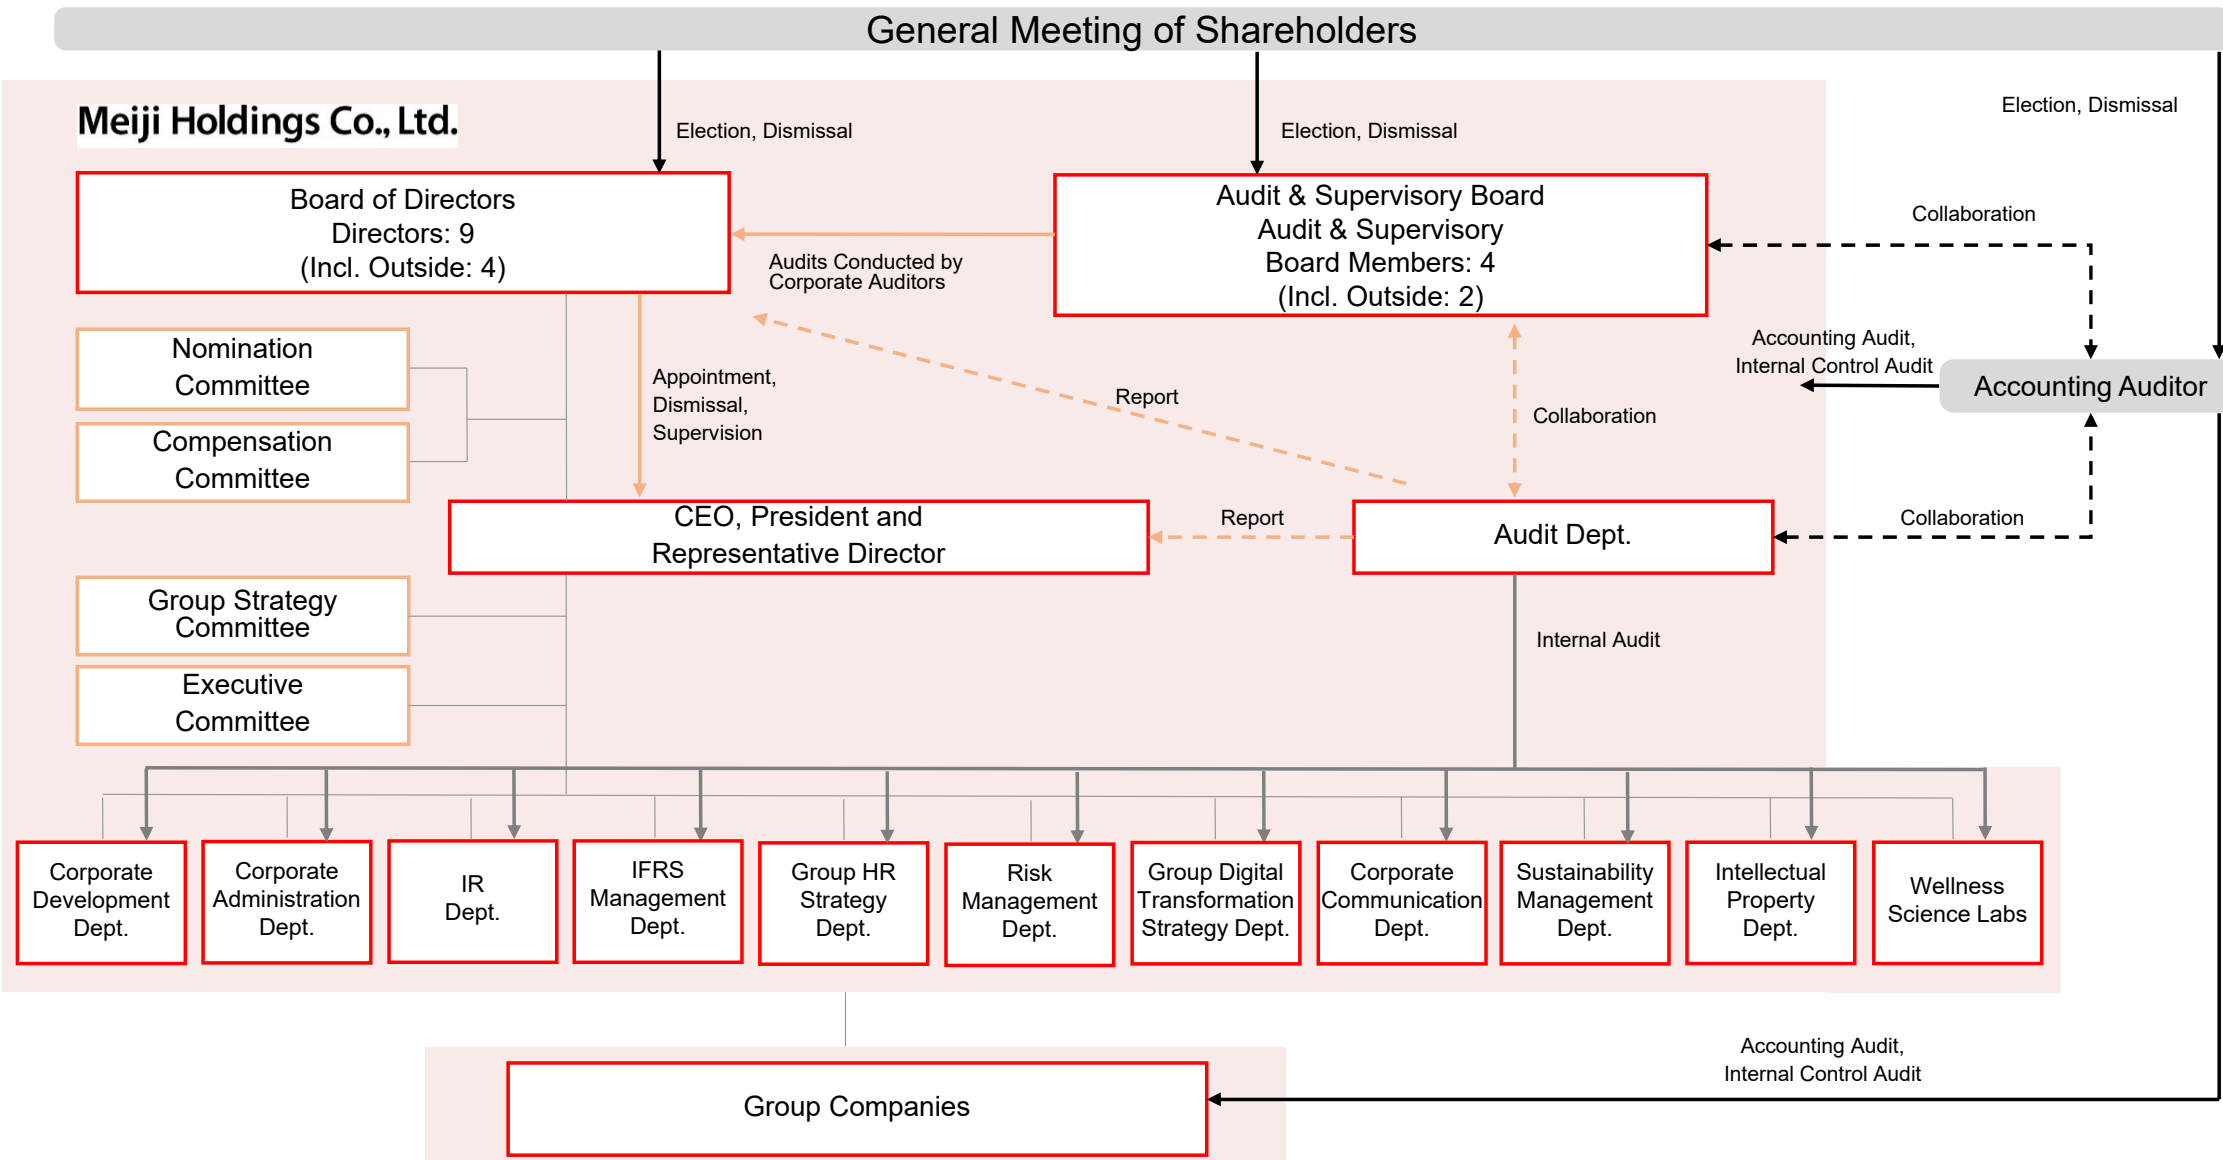 General Meeting of Shareholders
Meiji Holdings Co., Ltd.
Election, Dismissal
Election, Dismissal
Election, Dismissal
Board of Directors
Directors: 9
(Incl. Outside: 4)
Audit & Supervisory Board
Audit & Supervisory
Board Members: 4
(Incl. Outside: 2)
Audits Conducted by
Corporate Auditors
Collaboration
Nomination
Committee
Compensation
Committee
Appointment,
Dismissal,
Supervision
Report
Collaboration
Accounting Audit,
Internal Control Audit
Accounting Auditor
CEO, President and
Representative Director
Report
Audit Dept.
Collaboration
Group Strategy
Committee
Executive
Committee
Internal Audit
Corporate
Development
Dept.
Corporate
Administration
Dept.
IR
Dept.
IFRS
Management
Dept.
Group HR
Strategy
Dept.
Risk
Management
Dept.
Group Digital
Transformation
Strategy Dept.
Corporate
Communication
Dept.
Sustainability
Management
Dept.
Intellectual
Property
Dept.
Wellness
Science Labs
Group Companies
Accounting Audit,
Internal Control Audit